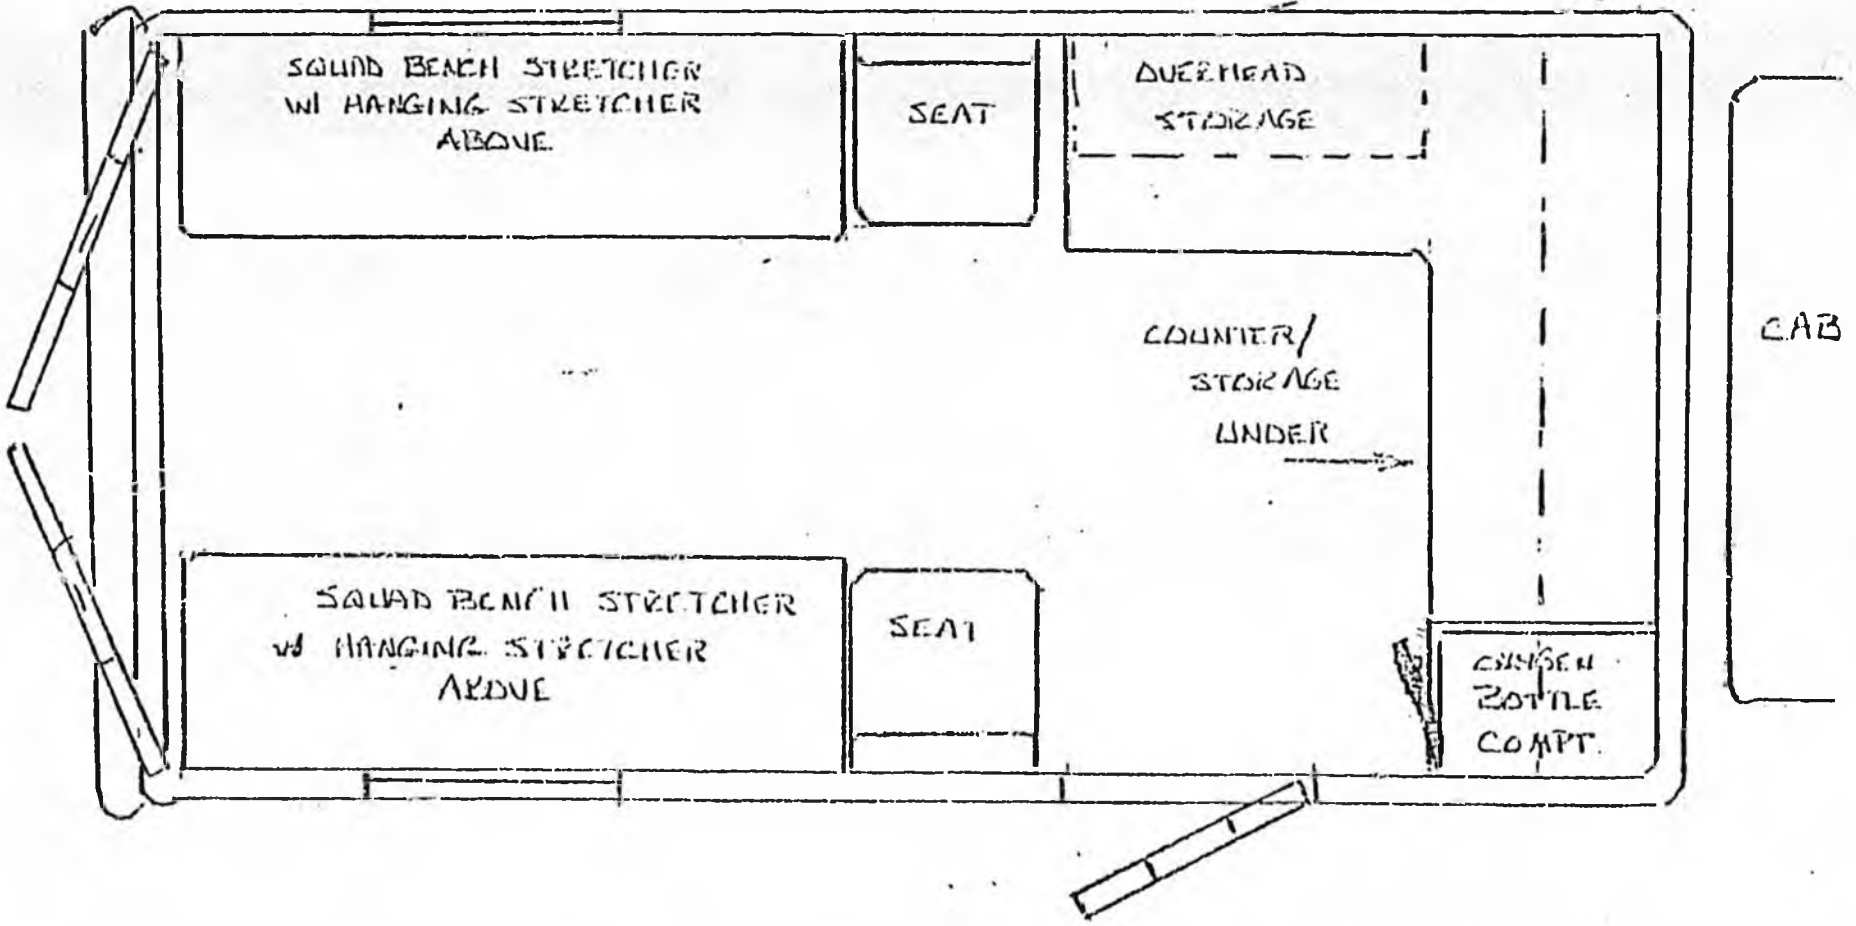 SQUAD BENCH STRETCHER
W/ HANGING STRETCHER
ABOVE
SEAT
OVERHEAD
STORAGE
COUNTER/
STORAGE
UNDER
CAB
SQUAD BENCH STRETCHER
W/ HANGING STRETCHER
ABOVE
SEAT
OXYGEN
BOTTLE
COMPT.